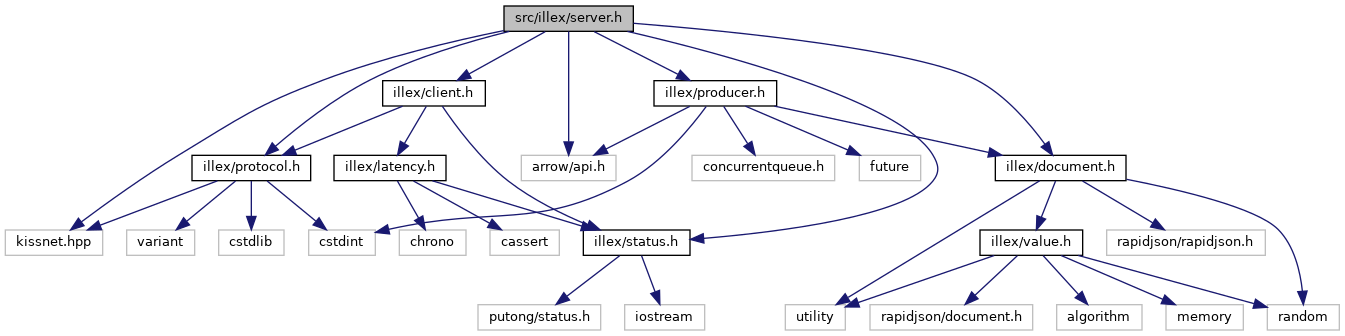 src/illex/server.h
illex/client.h
illex/producer.h
illex/protocol.h
illex/latency.h
arrow/api.h
concurrentqueue.h
future
illex/document.h
kissnet.hpp
variant
cstdlib
cstdint
chrono
cassert
illex/status.h
illex/value.h
rapidjson/rapidjson.h
putong/status.h
iostream
utility
rapidjson/document.h
algorithm
memory
random